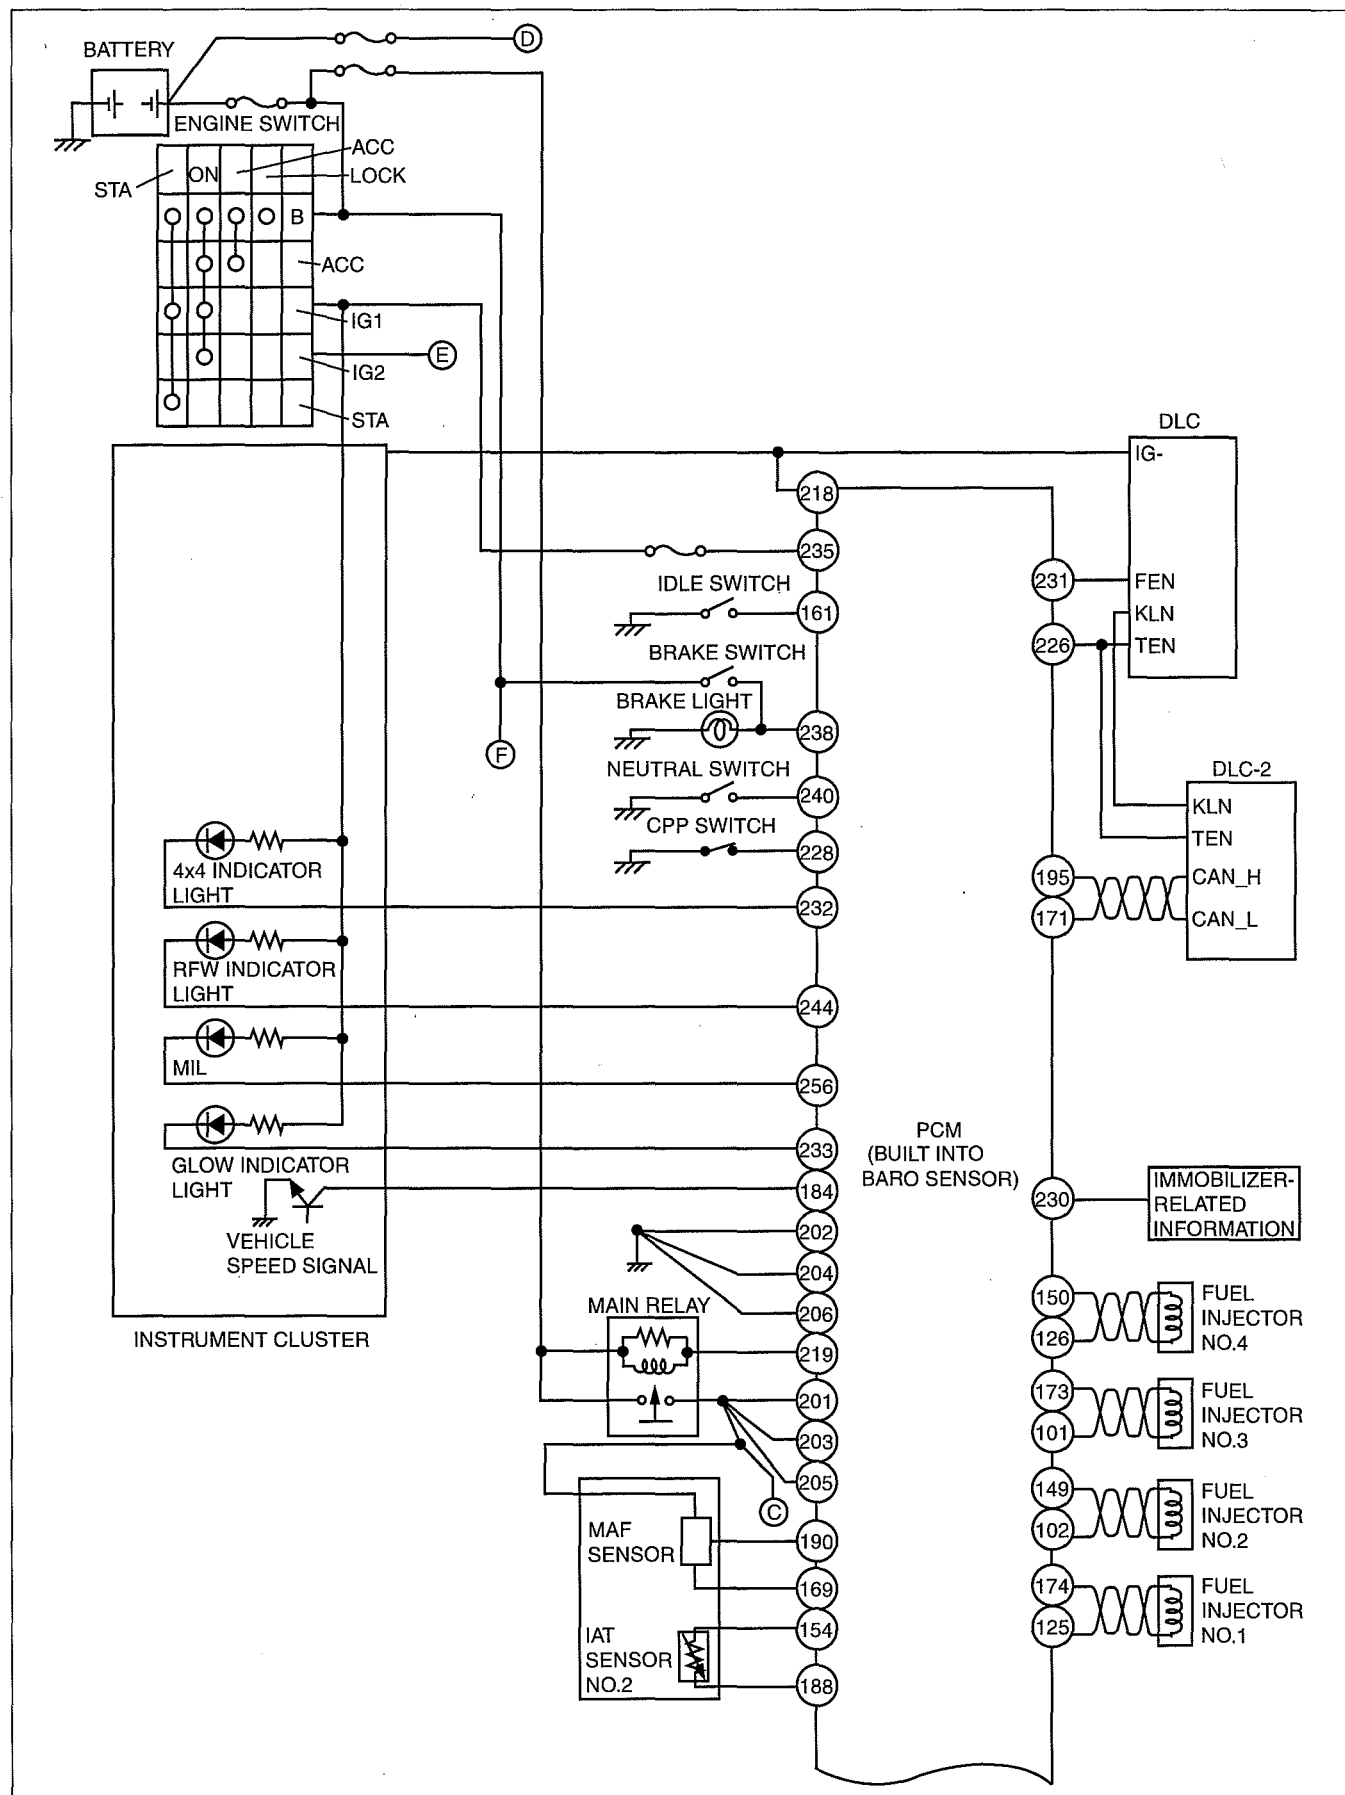 BATTERY
D
ENGINE SWITCH
ACC
ON
LOCK
STA
B
ACC
IG1
E
IG2
STA
DLC
IG-
218
235
IDLE SWITCH
231
FEN
161
KLN
226
TEN
BRAKE SWITCH
BRAKE LIGHT
238
F
NEUTRAL SWITCH
DLC-2
240
KLN
CPP SWITCH
TEN
228
4x4 INDICATOR
LIGHT
195
CAN_H
232
171
CAN_L
RFW INDICATOR
LIGHT
244
MIL
256
PCM
(BUILT INTO
BARO SENSOR)
233
GLOW INDICATOR
LIGHT
184
230
IMMOBILIZER-
RELATED
INFORMATION
202
VEHICLE
SPEED SIGNAL
204
150
FUEL
INJECTOR
NO.4
MAIN RELAY
206
126
INSTRUMENT CLUSTER
219
201
173
FUEL
INJECTOR
NO.3
203
101
205
149
FUEL
INJECTOR
NO.2
C
MAF
SENSOR
190
102
169
174
FUEL
INJECTOR
NO.1
154
125
IAT
SENSOR
NO.2
188